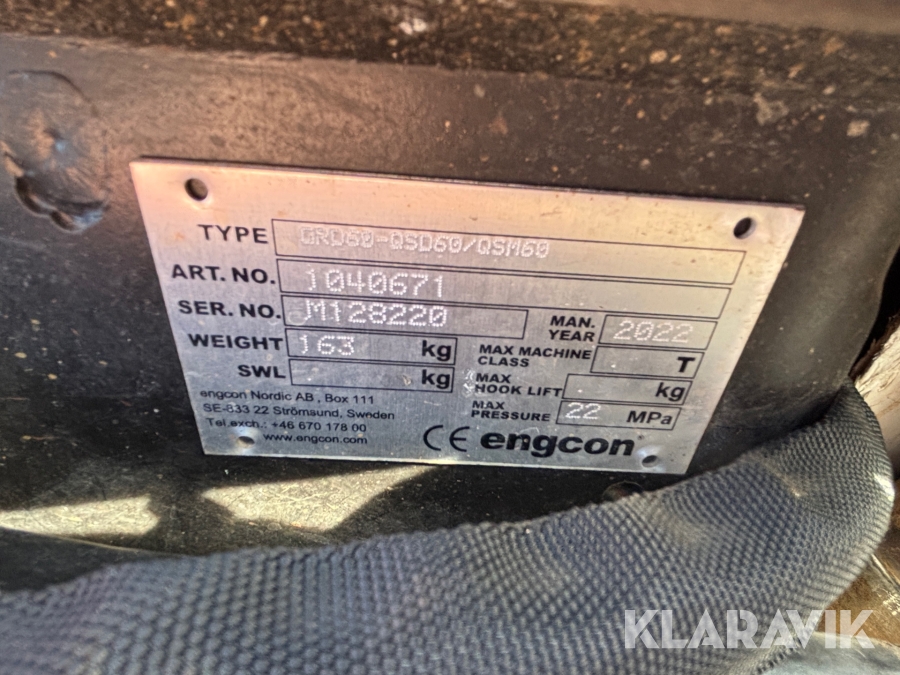 TYPE GRD60-QSD60/QSM60
ART. NO. 1040671
SER. NO. M128220 MAN. YEAR 2022
WEIGHT 163 kg MAX MACHINE CLASS T
SWL kg MAX HOOK LIFT kg
MAX PRESSURE 22 MPa
engcon Nordic AB , Box 111
SE-833 22 Strömsund, Swnden
Tel.exch.: +46 670 178 00
www.engcon.com
CE engcon
KLARAVIK